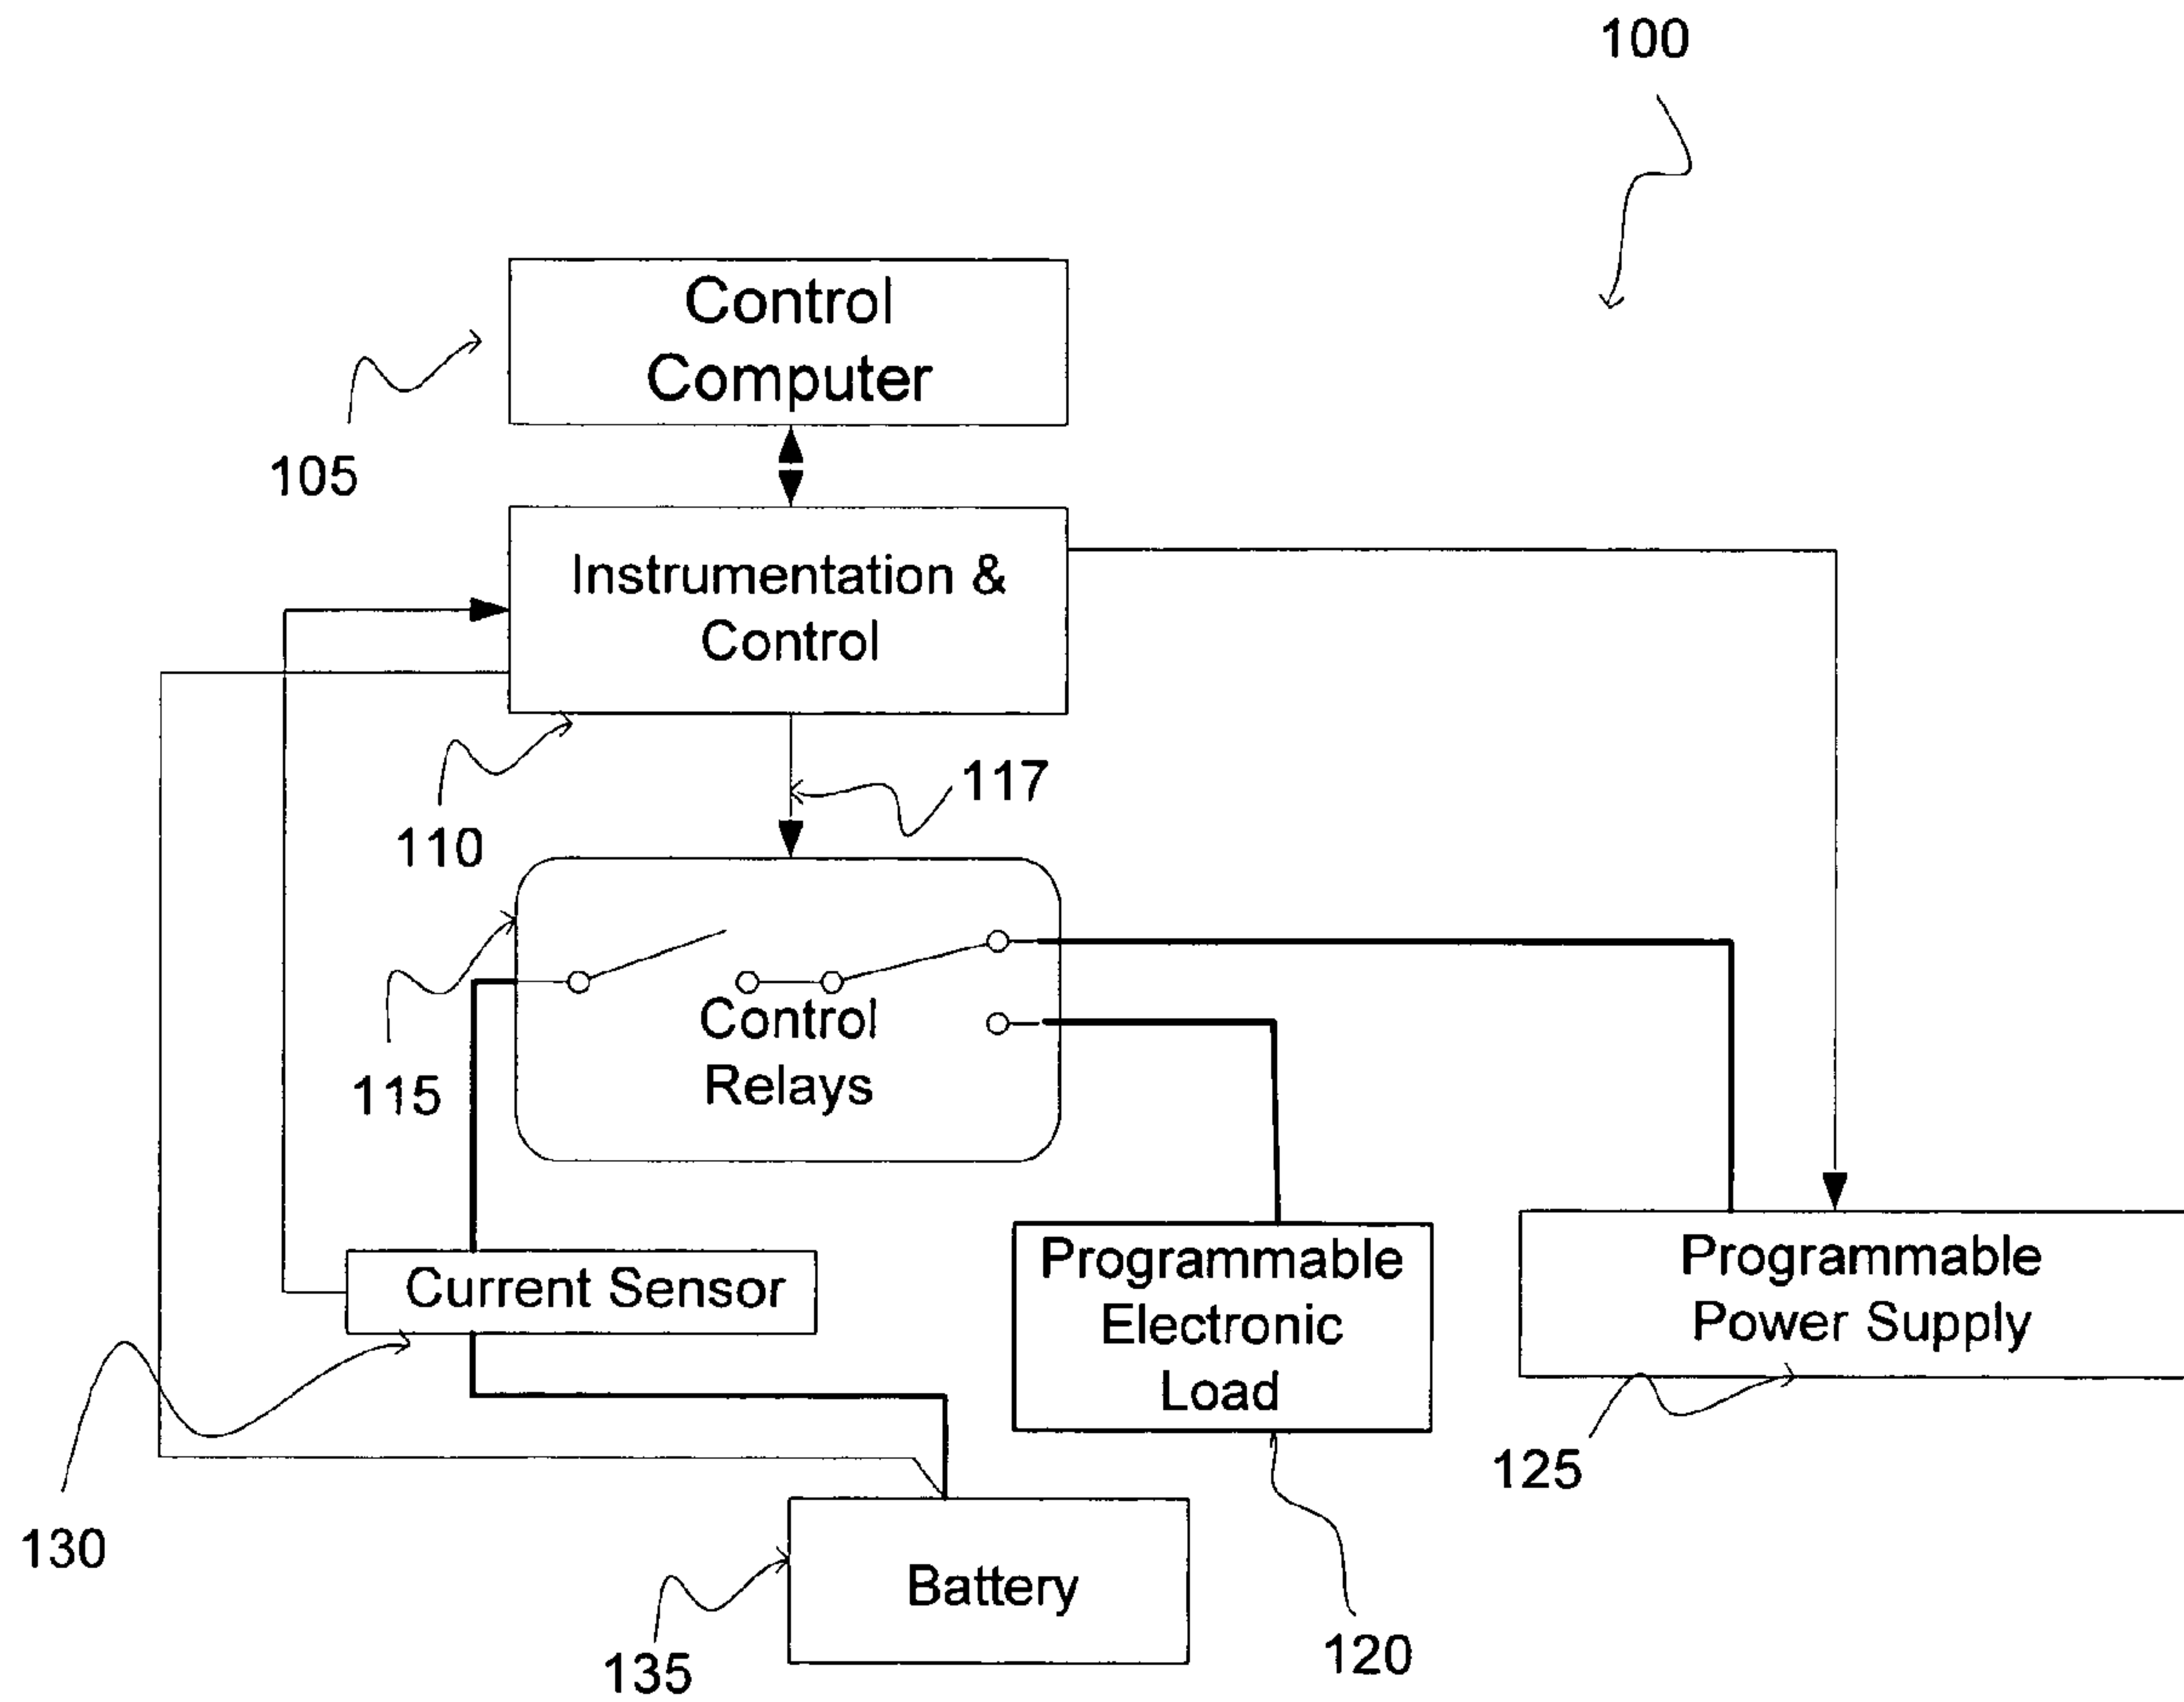 100
Control
Computer
105
Instrumentation &
Control
117
110
Control
Relays
115
Current Sensor
Programmable
Electronic
Load
Programmable
Power Supply
125
130
Battery
120
135